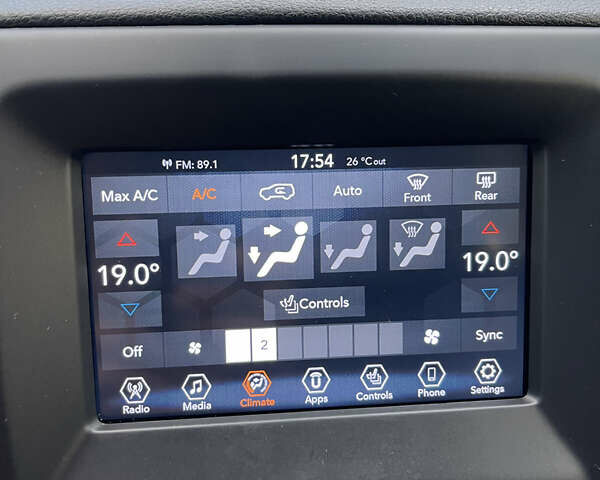 FM: 89.1 17:54 26 °C out
Max A/C A/C Auto Front Rear
19.0° 19.0°
Controls
Off 2 Sync
Radio Media Climate Apps Controls Phone Settings